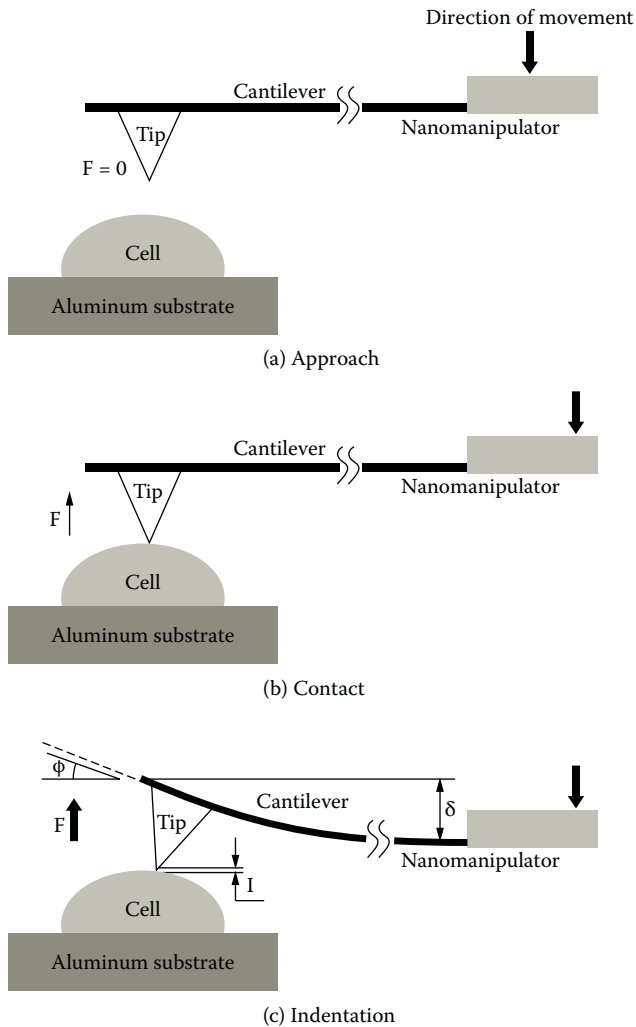 Direction of movement
Cantilever
Nanomanipulator
Tip
F = 0
Cell
Aluminum substrate
(a) Approach
Cantilever
Nanomanipulator
Tip
F
Cell
Aluminum substrate
(b) Contact
ϕ
Cantilever
δ
F
Tip
Nanomanipulator
I
Cell
Aluminum substrate
(c) Indentation